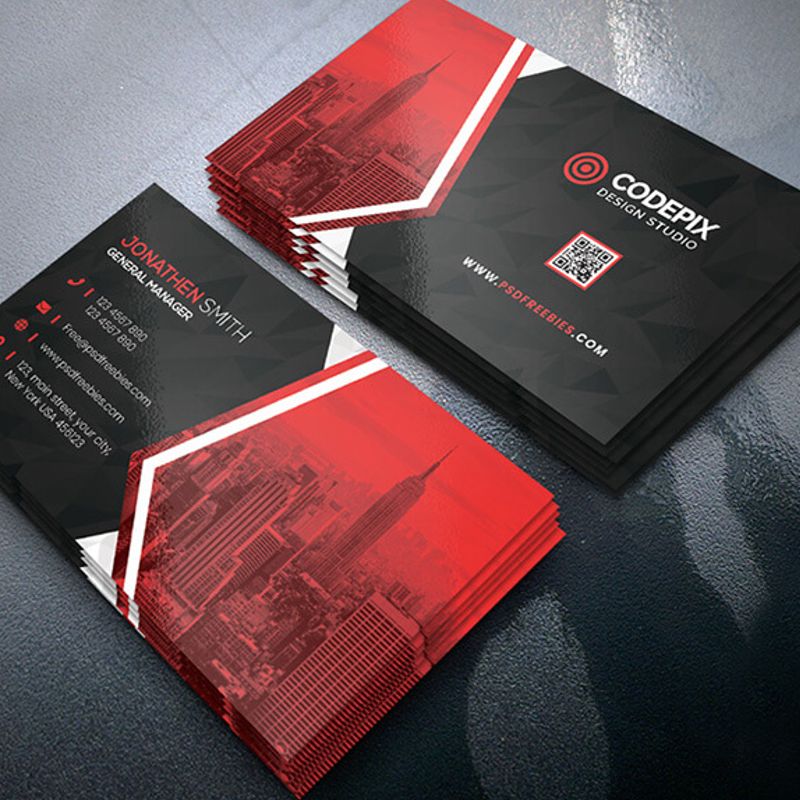 CODEPIX
DESIGN STUDIO
WWW.PSDFREEBIES.COM
JONATHEN SMITH
GENERAL MANAGER
123 4567 890
123 4567 890
Free@psdfreebies.com
www.psdfreebies.com
123, main street, your city,
New York USA 456123